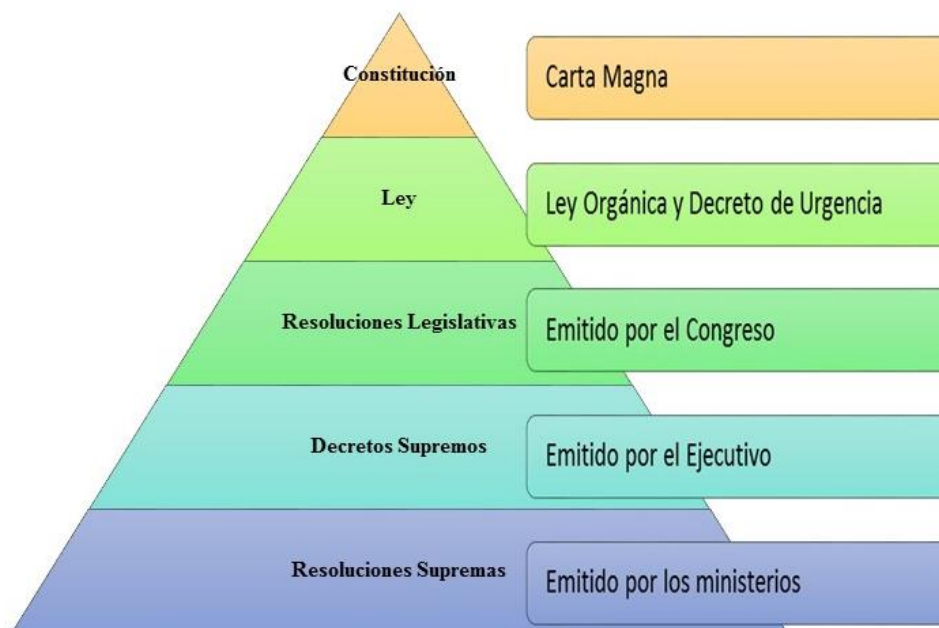 Constitución
Carta Magna
Ley
Ley Orgánica y Decreto de Urgencia
Resoluciones Legislativas
Emitido por el Congreso
Decretos Supremos
Emitido por el Ejecutivo
Resoluciones Supremas
Emitido por los ministerios